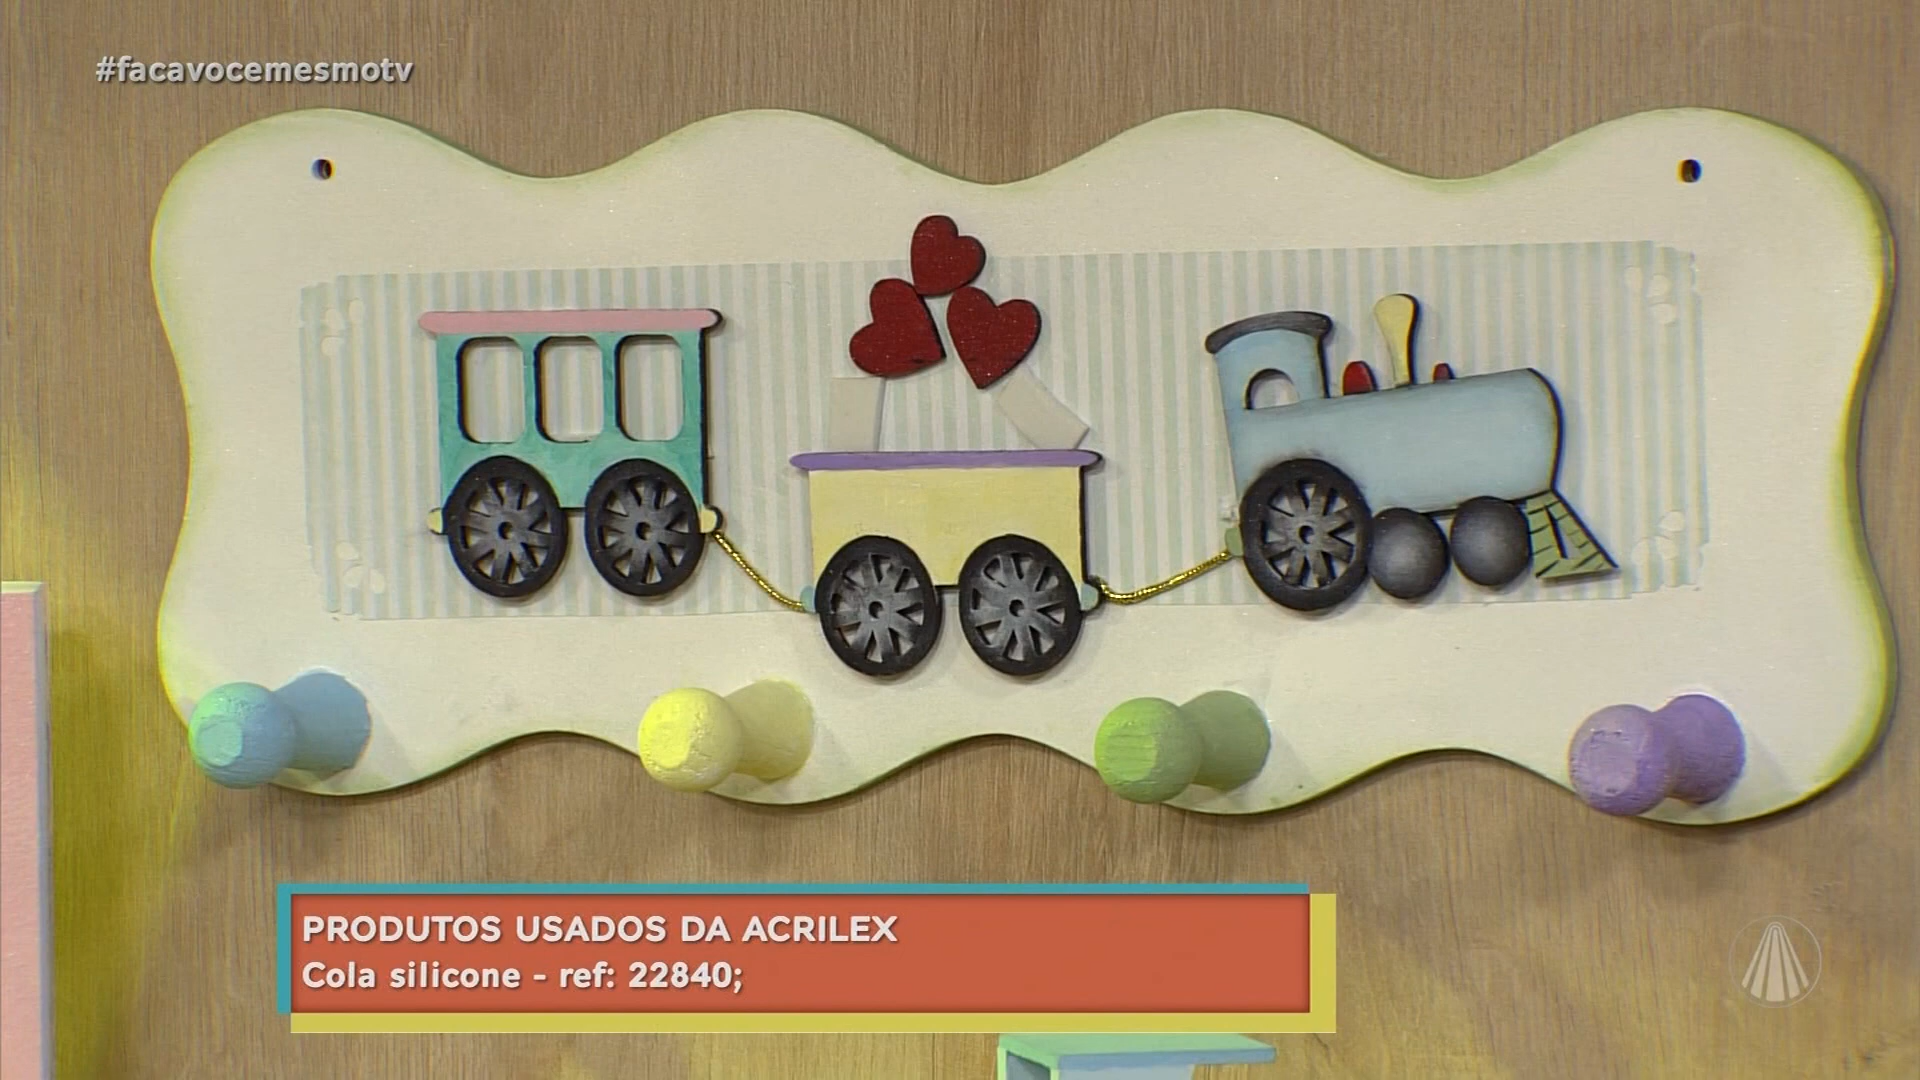 #facavocemesmotv
PRODUTOS USADOS DA ACRILEX
Cola silicone - ref: 22840;